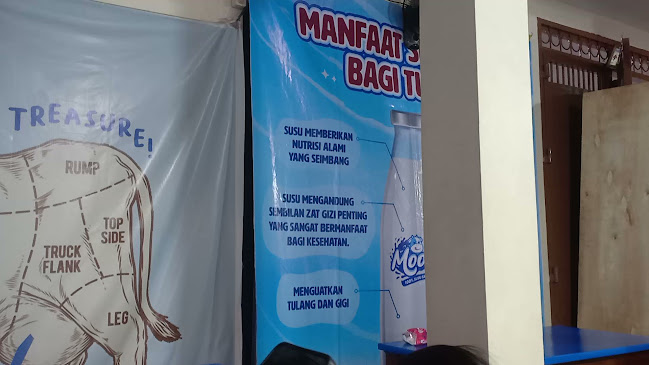 TREASURE!
RUMP
TOP
SIDE
TRUCK
FLANK
LEG
MANFAAT
BAGI
SUSU MEMBERIKAN
NUTRISI ALAMI
YANG SEIMBANG
SUSU MENGANDUNG
SEMBILAN ZAT GIZI PENTING
YANG SANGAT BERMANFAAT
BAGI KESEHATAN.
MENGUATKAN
TULANG DAN GIGI
Moo